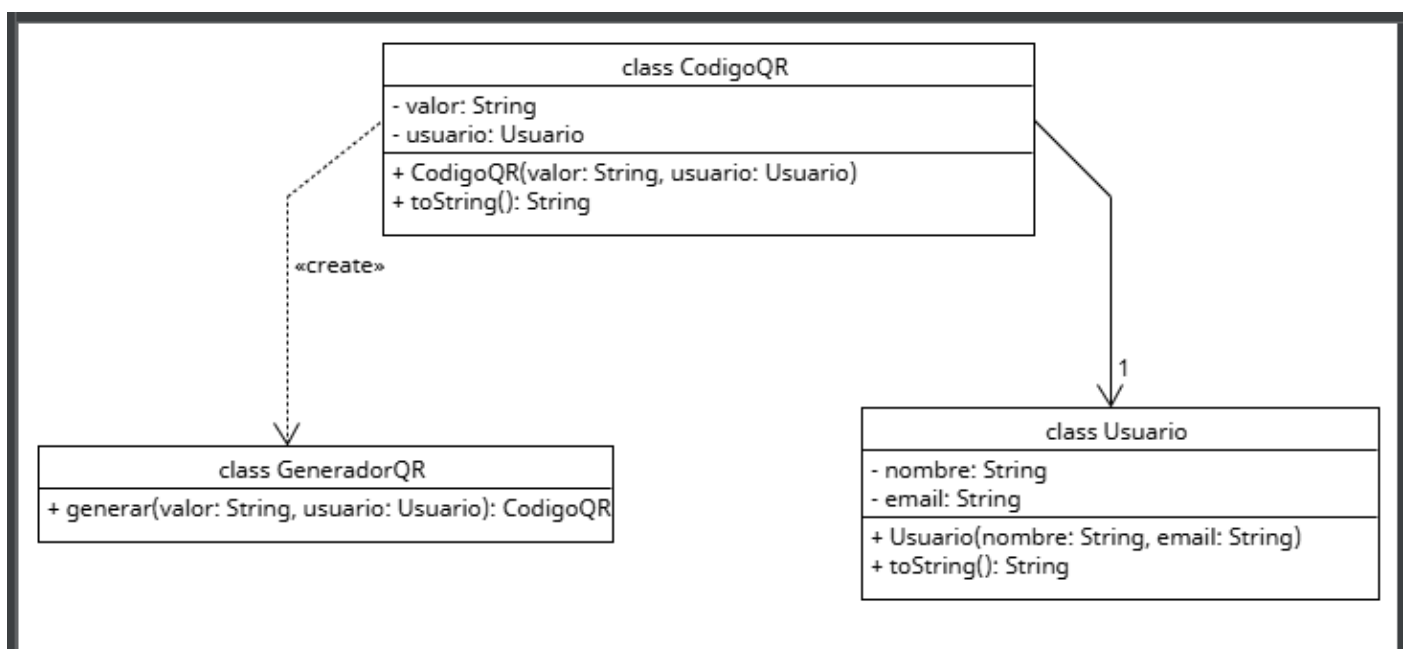 class CodigoQR
- valor: String
- usuario: Usuario
+ CodigoQR(valor: String, usuario: Usuario)
+ toString(): String
«create»
1
class GeneradorQR
+ generar(valor: String, usuario: Usuario): CodigoQR
class Usuario
- nombre: String
- email: String
+ Usuario(nombre: String, email: String)
+ toString(): String